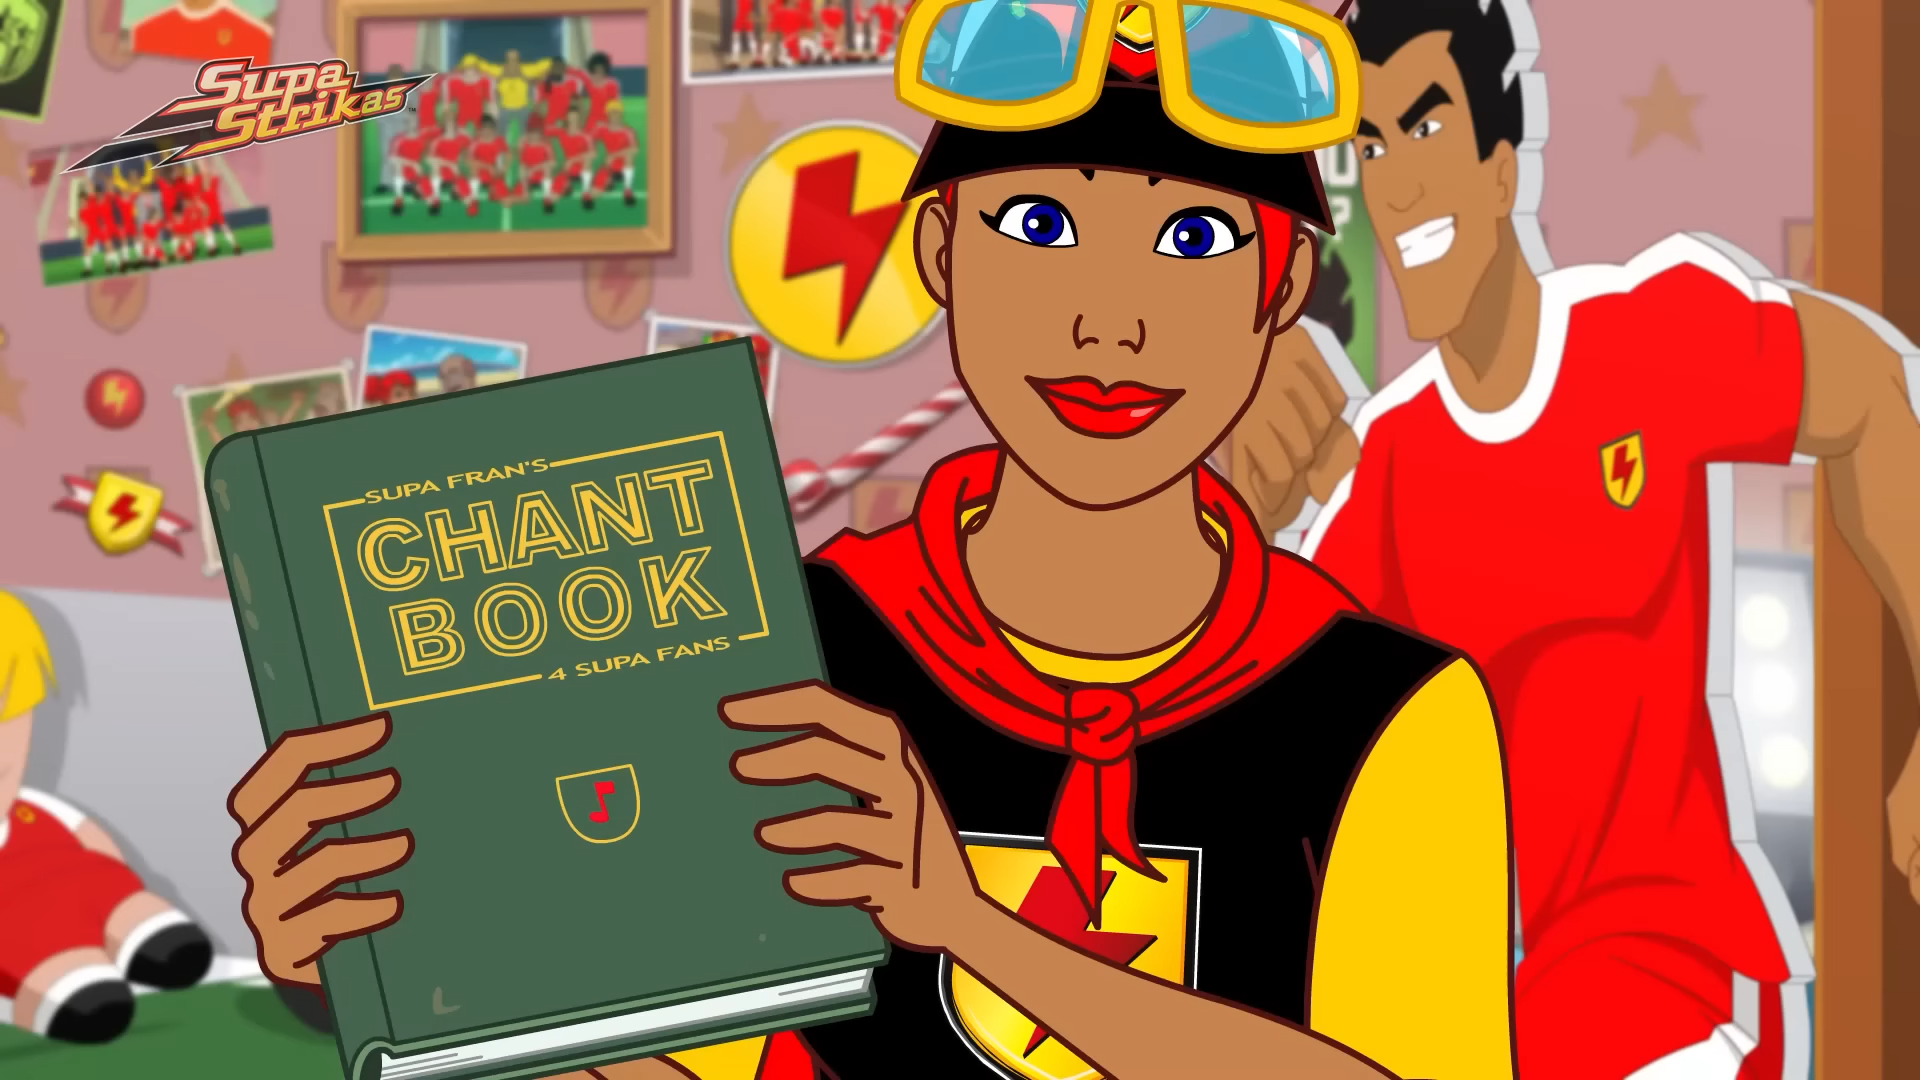 SUPA
STRIKAS
SUPA FRAN'S
CHANT
BOOK
4 SUPA FANS